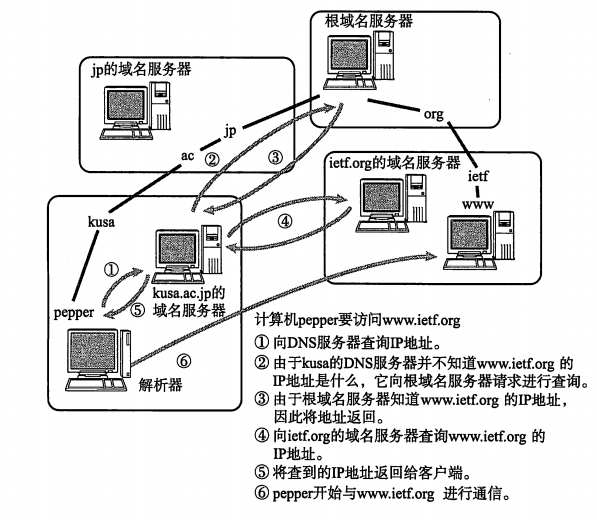 根域名服务器
jp的域名服务器
org
jp
ac
②
③
ietf.org的域名服务器
ietf
www
④
kusa
①
kusa.ac.jp的
域名服务器
⑤
pepper
⑥
解析器
计算机pepper要访问www.ietf.org
① 向DNS服务器查询IP地址。
② 由于kusa的DNS服务器并不知道www.ietf.org 的
IP地址是什么，它向根域名服务器请求进行查询。
③ 由于根域名服务器知道www.ietf.org 的IP地址，
因此将地址返回。
④ 向ietf.org的域名服务器查询www.ietf.org 的
IP地址。
⑤ 将查到的IP地址返回给客户端。
⑥ pepper开始与www.ietf.org 进行通信。